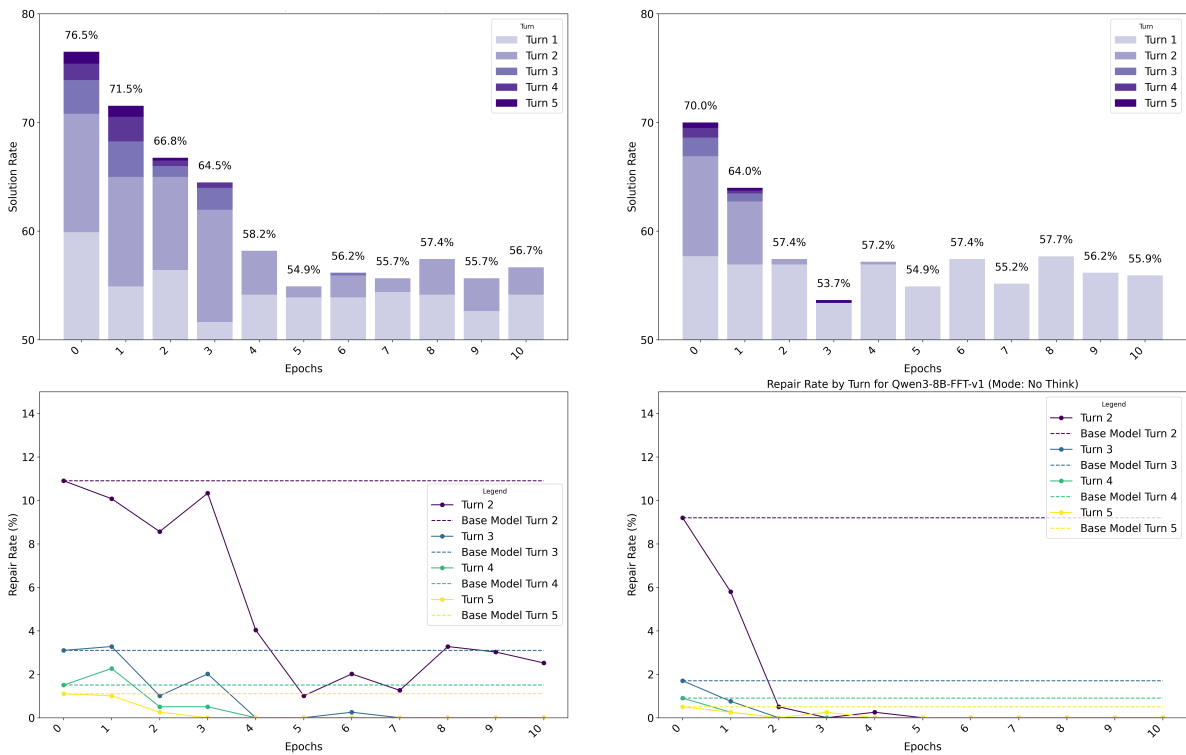 80
70
60
50
Solution Rate
76.5%
71.5%
66.8%
64.5%
58.2%
54.9%
56.2%
55.7%
57.4%
55.7%
56.7%
Turn
Turn 1
Turn 2
Turn 3
Turn 4
Turn 5
0 1 2 3 4 5 6 7 8 9 10
Epochs
80
70
60
50
Solution Rate
70.0%
64.0%
57.4%
53.7%
57.2%
54.9%
57.4%
55.2%
57.7%
56.2%
55.9%
Turn
Turn 1
Turn 2
Turn 3
Turn 4
Turn 5
0 1 2 3 4 5 6 7 8 9 10
Epochs
14
12
10
8
6
4
2
0
Repair Rate (%)
Legend
Turn 2
Base Model Turn 2
Turn 3
Base Model Turn 3
Turn 4
Base Model Turn 4
Turn 5
Base Model Turn 5
0 1 2 3 4 5 6 7 8 9 10
Epochs
Repair Rate by Turn for Qwen3-8B-FFT-v1 (Mode: No Think)
14
12
10
8
6
4
2
0
Repair Rate (%)
Legend
Turn 2
Base Model Turn 2
Turn 3
Base Model Turn 3
Turn 4
Base Model Turn 4
Turn 5
Base Model Turn 5
0 1 2 3 4 5 6 7 8 9 10
Epochs